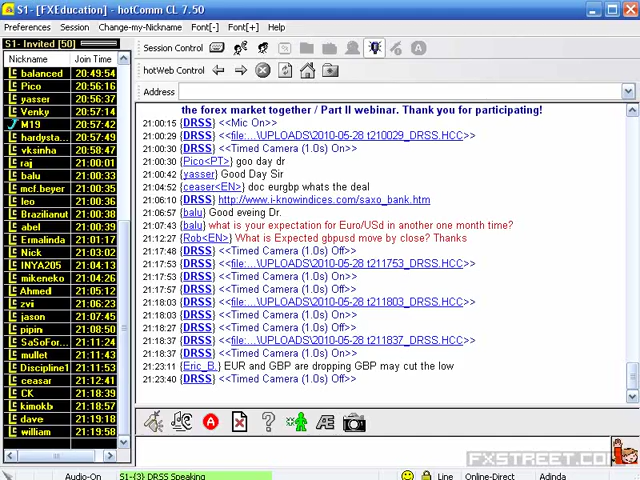 S1- [FXEducation] - hotComm CL 7.50
Preferences Session Change-my-Nickname Font[-] Font[+] Help
S1- Invited [50]
Nickname Join Time
balanced 20:49:54
Pico 20:56:16
yasser 20:56:37
Venky 20:57:14
M19 20:57:42
hardysta... 20:57:49
vksinha 20:58:47
raj 21:00:01
balu 21:00:33
mcf.beyer 21:00:35
leo 21:00:36
Brazilianut 21:00:58
abel 21:00:39
Ermalinda 21:01:17
Nick 21:03:02
INYA205 21:04:13
mikeneko 21:04:26
Ahmed 21:05:12
zvi 21:06:23
jason 21:07:45
pipin 21:08:50
SaSoFor... 21:11:24
mullet 21:11:23
Discipline1 21:11:43
ceasar 21:12:41
CK 21:18:39
kimokb 21:18:57
dave 21:19:18
william 21:19:58
Session Control
hotWeb Control
Address
the forex market together / Part II webinar. Thank you for participating!
21:00:15 {DRSS} <<Mic On>>
21:00:29 {DRSS} <<file:...\UPLOADS\2010-05-28 t210029_DRSS.HCC>>
21:00:30 {DRSS} <<Timed Camera (1.0s) On>>
21:00:30 {Pico<PT>} goo day dr
21:00:42 {yasser} Good Day Sir
21:04:52 {ceaser<EN>} doc eurgbp whats the deal
21:06:10 {DRSS} http://www.i-knowindices.com/saxo_bank.htm
21:06:21 {balu} Good eveing Dr.
21:07:43 {balu} what is your expectation for Euro/USd in another one month time?
21:12:27 {Rob<EN>} What is Expected gbpusd move by close? Thanks
21:17:48 {DRSS} <<Timed Camera (1.0s) Off>>
21:17:53 {DRSS} <<file:...\UPLOADS\2010-05-28 t211753_DRSS.HCC>>
21:17:53 {DRSS} <<Timed Camera (1.0s) On>>
21:18:01 {DRSS} <<Timed Camera (1.0s) Off>>
21:18:03 {DRSS} <<file:...\UPLOADS\2010-05-28 t211803_DRSS.HCC>>
21:18:03 {DRSS} <<Timed Camera (1.0s) On>>
21:18:27 {DRSS} <<Timed Camera (1.0s) Off>>
21:18:37 {DRSS} <<file:...\UPLOADS\2010-05-28 t211837_DRSS.HCC>>
21:18:37 {DRSS} <<Timed Camera (1.0s) On>>
21:23:11 {Eric_B.} EUR and GBP are dropping GBP may cut the low
21:23:40 {DRSS} <<Timed Camera (1.0s) Off>>
FXSTREET.CO
Audio-On S1-{3} DRSS Speaking Line Online-Direct Adinda